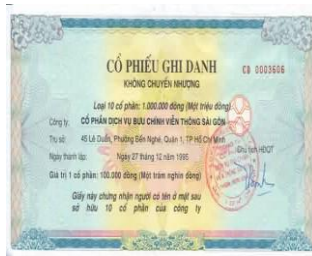 CỔ PHIẾU GHI DANH
CB 0003606
KHÔNG CHUYỂN NHƯỢNG
Loại 10 cổ phần: 1.000.000 đồng (Một triệu đồng)
Công ty: CỔ PHẦN DỊCH VỤ BƯU CHÍNH VIỄN THÔNG SÀI GÒN
Trụ sở: 45 Lê Duẩn, Phường Bến Nghé, Quận 1, TP Hồ Chí Minh
Ngày thành lập: Ngày 27 tháng 12 năm 1995
HĐQT
Giá trị 1 cổ phần: 100.000 đồng (Một trăm nghìn đồng)
Giấy này chứng nhận người có tên ở mặt sau
sở hữu 10 cổ phần của công ty